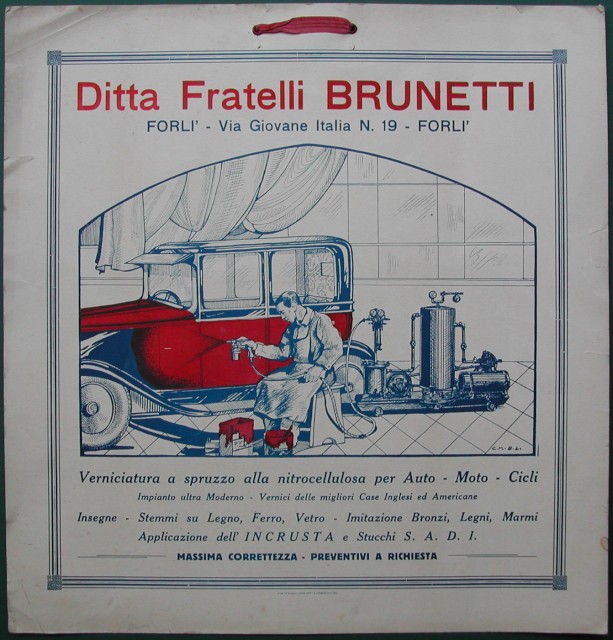 Ditta Fratelli BRUNETTI
FORLI' - Via Giovane Italia N. 19 - FORLI'
C.M.B.L.
Verniciatura a spruzzo alla nitrocellulosa per Auto - Moto - Cicli
Impianto ultra Moderno - Vernici delle migliori Case Inglesi ed Americane
Insegne - Stemmi su Legno, Ferro, Vetro - Imitazione Bronzi, Legni, Marmi
Applicazione dell' INCRUSTA e Stucchi S. A. D. I.
MASSIMA CORRETTEZZA - PREVENTIVI A RICHIESTA